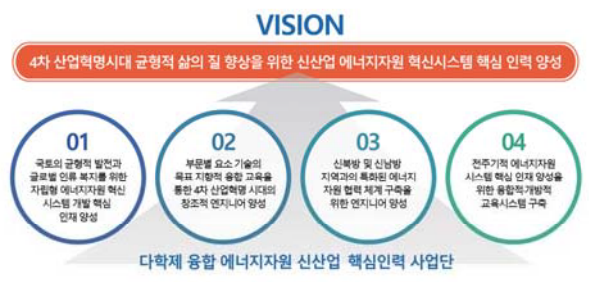 VISION
4차 산업혁명시대 균형적 삶의 질 향상을 위한 신산업 에너지자원 혁신시스템 핵심 인력 양성
01
국토의 균형적 발전과
글로벌 인류 복지를 위한
자립형 에너지자원 혁신
시스템 개발 핵심
인재 양성
02
부문별 요소 기술의
목표 지향적 융합 교육을
통한 4차 산업혁명 시대의
창조적 엔지니어 양성
03
신북방 및 신남방
지역과의 특화된 에너지
자원 협력 체계 구축을
위한 엔지니어 양성
04
전주기적 에너지자원
시스템 핵심 인재 양성을
위한 융합적·개방적
교육시스템 구축
다학제 융합 에너지자원 신산업 핵심인력 사업단